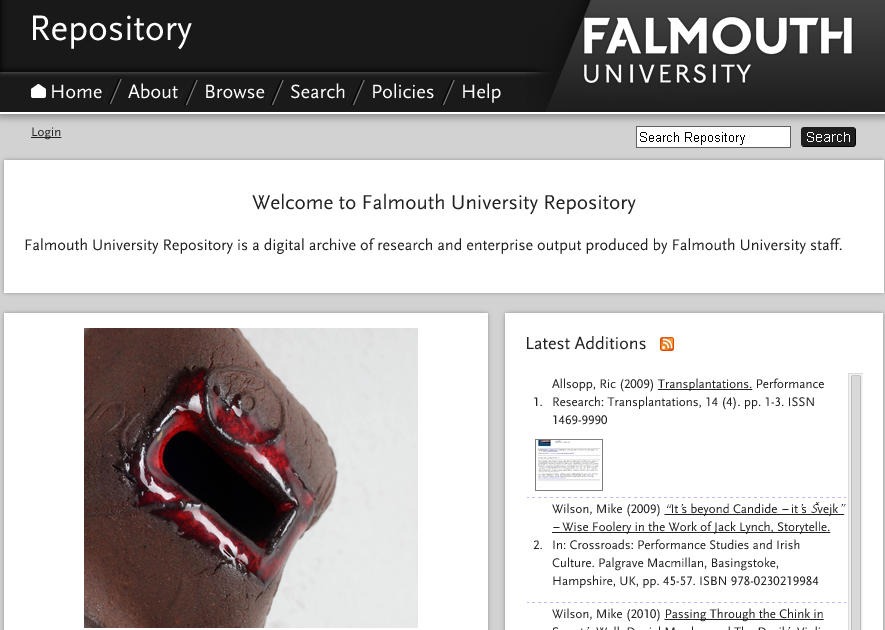 Repository
FALMOUTH
UNIVERSITY
Home / About / Browse / Search / Policies / Help
Login
Search Repository
Search
Welcome to Falmouth University Repository
Falmouth University Repository is a digital archive of research and enterprise output produced by Falmouth University staff.
Latest Additions
Allsopp, Ric (2009) Transplantations. Performance
1. Research: Transplantations, 14 (4). pp. 1-3. ISSN
1469-9990
Wilson, Mike (2009) “It´s beyond Candide – it´s Švejk”
– Wise Foolery in the Work of Jack Lynch, Storytelle.
2. In: Crossroads: Performance Studies and Irish
Culture. Palgrave Macmillan, Basingstoke,
Hampshire, UK, pp. 45-57. ISBN 978-0230219984
Wilson, Mike (2010) Passing Through the Chink in